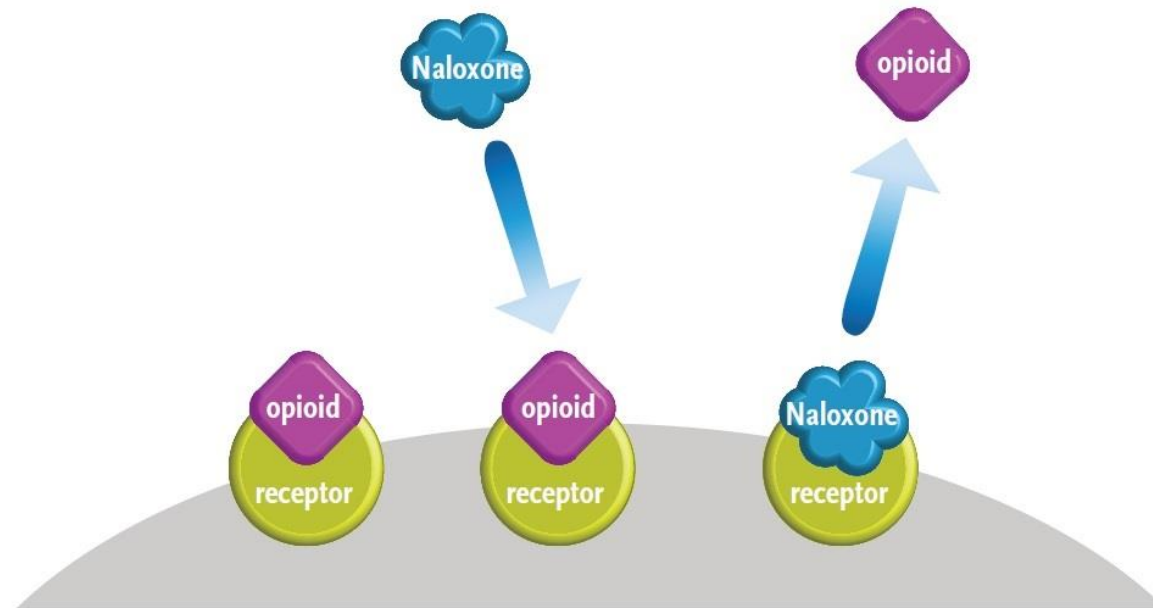 Naloxone
opioid
opioid
receptor
opioid
receptor
Naloxone
receptor